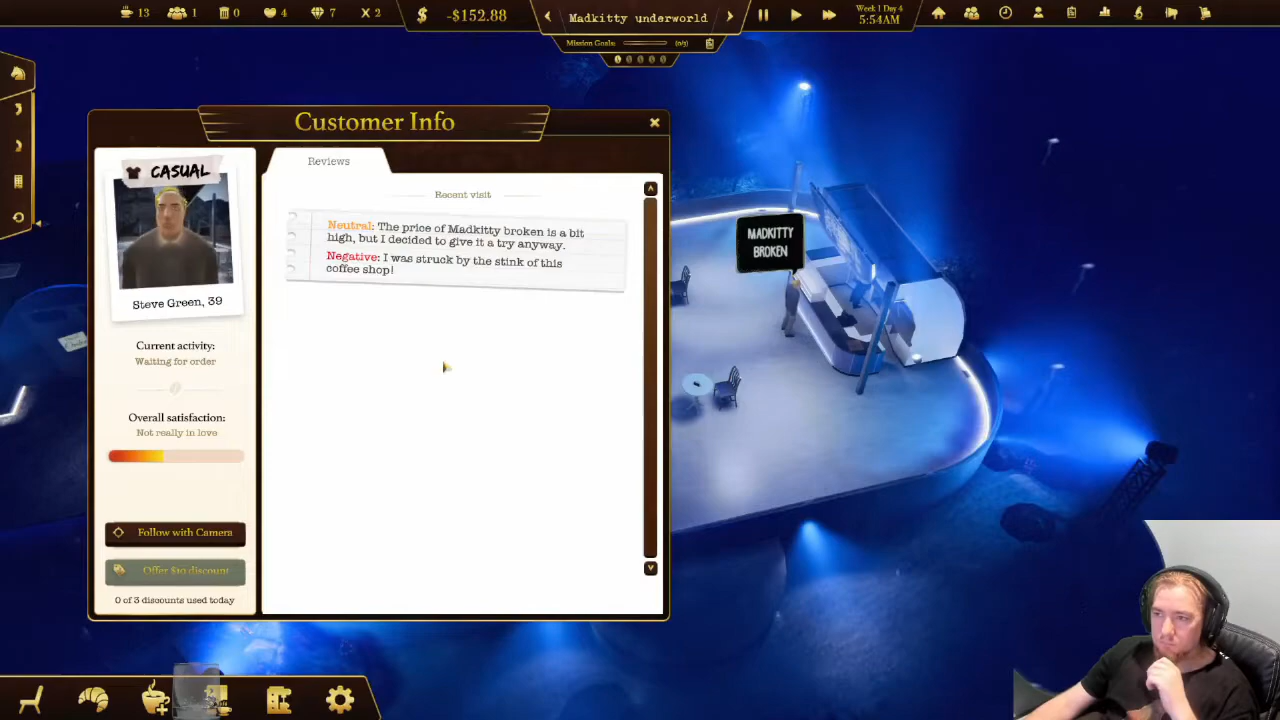 13
1
0
4
7
2
$
-$152.88
Madkitty underworld
Week 1 Day 4
5:54AM
Mission Goals:
(0/3)
Customer Info
CASUAL
Reviews
Recent visit
Neutral: The price of Madkitty broken is a bit
high, but I decided to give it a try anyway.
Negative: I was struck by the stink of this
coffee shop!
Steve Green, 39
Current activity:
Waiting for order
Overall satisfaction:
Not really in love
Follow with Camera
Offer $10 discount
0 of 3 discounts used today
MADKITTY
BROKEN